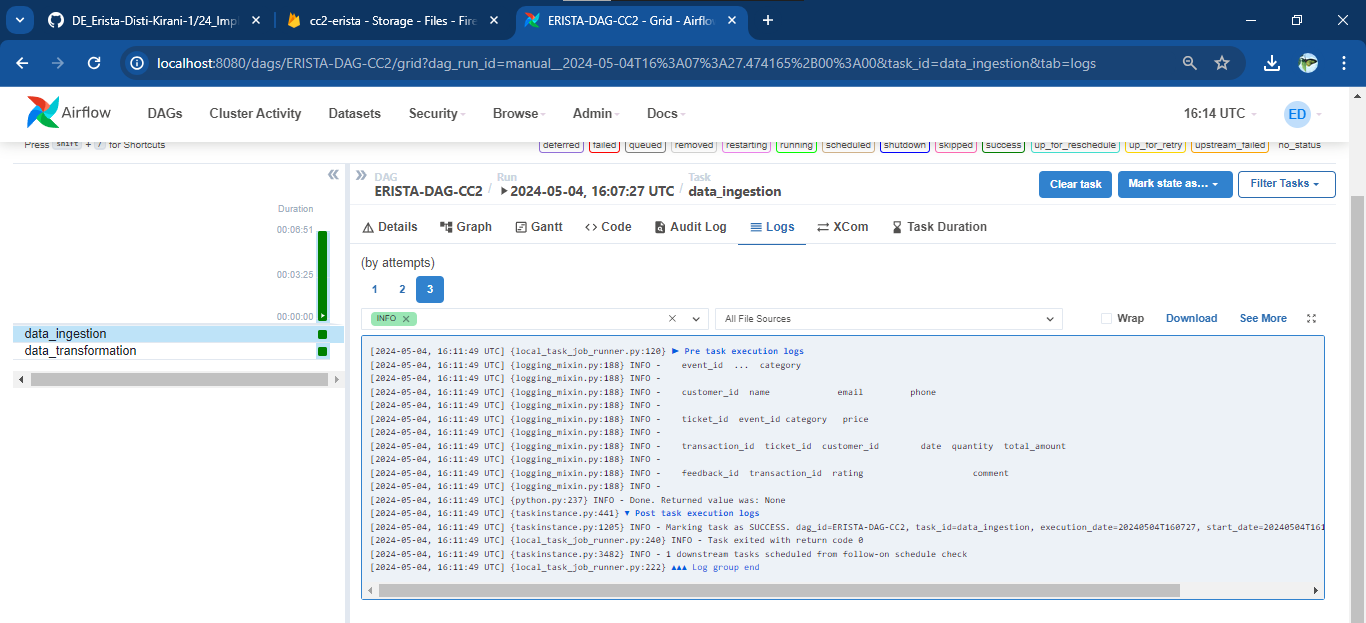 DE_Erista-Disti-Kirani-1/24_Impl
cc2-erista - Storage - Files - Fire
ERISTA-DAG-CC2 - Grid - Airflo
localhost:8080/dags/ERISTA-DAG-CC2/grid?dag_run_id=manual__2024-05-04T16%3A07%3A27.474165%2B00%3A00&task_id=data_ingestion&tab=logs
Airflow DAGs Cluster Activity Datasets Security Browse Admin Docs 16:14 UTC ED
Press shift + / for Shortcuts
deferred failed queued removed restarting running scheduled shutdown skipped success up_for_reschedule up_for_retry upstream_failed no_status
DAG Run Task
ERISTA-DAG-CC2 / 2024-05-04, 16:07:27 UTC / data_ingestion
Clear task Mark state as... Filter Tasks
Duration
00:06:51
00:03:25
00:00:00
data_ingestion
data_transformation
Details Graph Gantt <> Code Audit Log Logs XCom Task Duration
(by attempts)
1 2 3
INFO All File Sources Wrap Download See More
[2024-05-04, 16:11:49 UTC] {local_task_job_runner.py:120} ▶ Pre task execution logs
[2024-05-04, 16:11:49 UTC] {logging_mixin.py:188} INFO - event_id ... category
[2024-05-04, 16:11:49 UTC] {logging_mixin.py:188} INFO -
[2024-05-04, 16:11:49 UTC] {logging_mixin.py:188} INFO - customer_id name email phone
[2024-05-04, 16:11:49 UTC] {logging_mixin.py:188} INFO -
[2024-05-04, 16:11:49 UTC] {logging_mixin.py:188} INFO - ticket_id event_id category price
[2024-05-04, 16:11:49 UTC] {logging_mixin.py:188} INFO -
[2024-05-04, 16:11:49 UTC] {logging_mixin.py:188} INFO - transaction_id ticket_id customer_id date quantity total_amount
[2024-05-04, 16:11:49 UTC] {logging_mixin.py:188} INFO -
[2024-05-04, 16:11:49 UTC] {logging_mixin.py:188} INFO - feedback_id transaction_id rating comment
[2024-05-04, 16:11:49 UTC] {logging_mixin.py:188} INFO -
[2024-05-04, 16:11:49 UTC] {python.py:237} INFO - Done. Returned value was: None
[2024-05-04, 16:11:49 UTC] {taskinstance.py:441} ▼ Post task execution logs
[2024-05-04, 16:11:49 UTC] {taskinstance.py:1205} INFO - Marking task as SUCCESS. dag_id=ERISTA-DAG-CC2, task_id=data_ingestion, execution_date=20240504T160727, start_date=20240504T161
[2024-05-04, 16:11:49 UTC] {local_task_job_runner.py:240} INFO - Task exited with return code 0
[2024-05-04, 16:11:49 UTC] {taskinstance.py:3482} INFO - 1 downstream tasks scheduled from follow-on schedule check
[2024-05-04, 16:11:49 UTC] {local_task_job_runner.py:222} ▲▲▲ Log group end